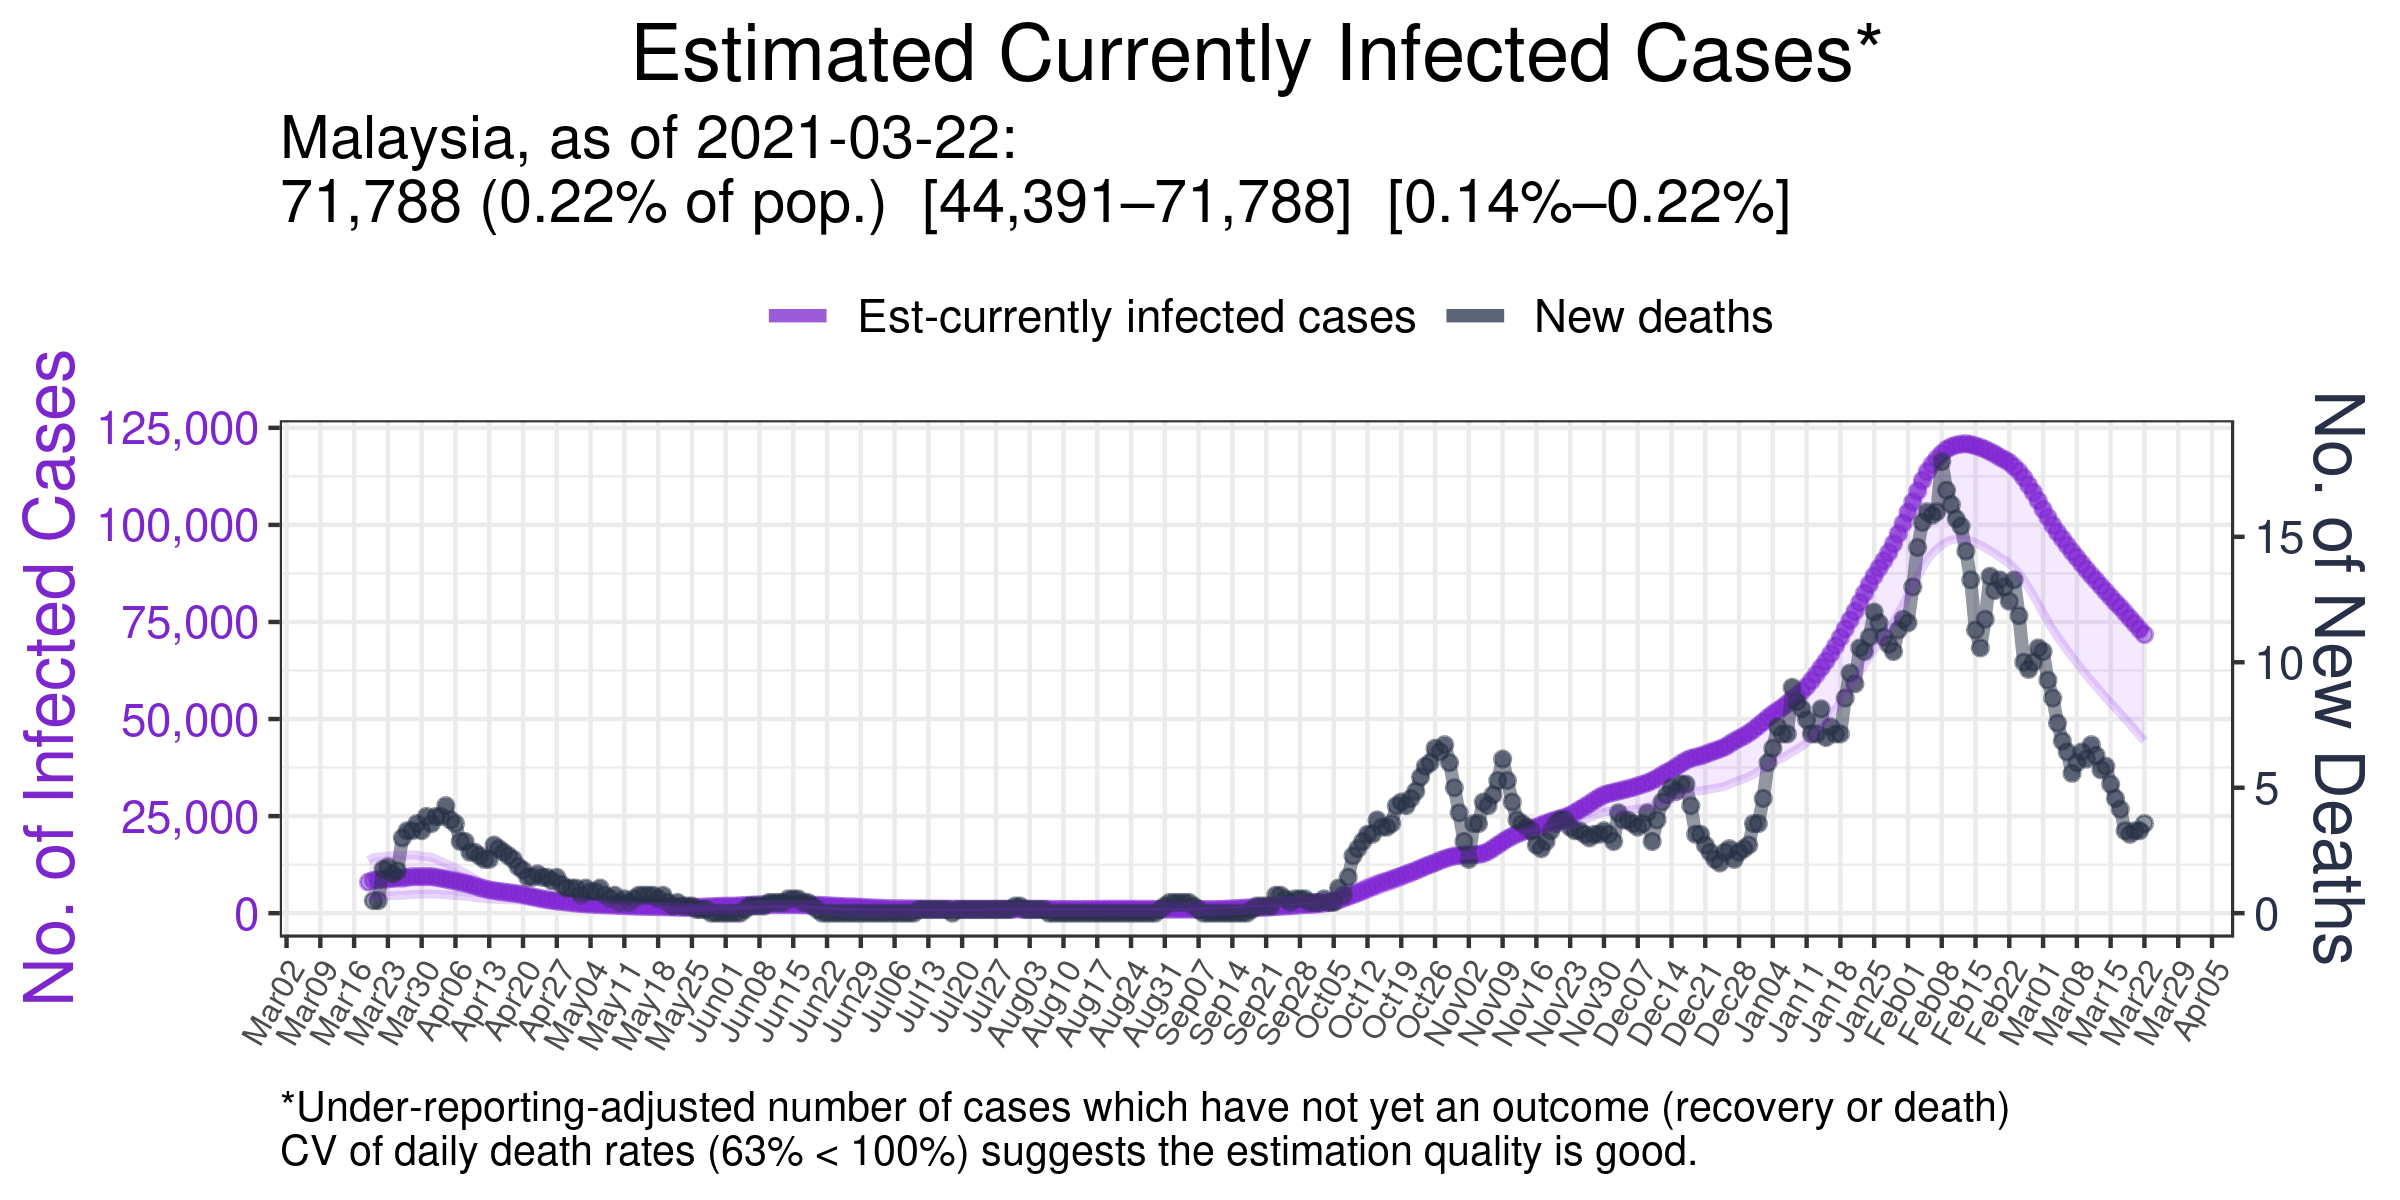 Estimated Currently Infected Cases*
Malaysia, as of 2021-03-22:
71,788 (0.22% of pop.) [44,391–71,788] [0.14%–0.22%]
Est-currently infected cases
New deaths
No. of Infected Cases
125,000
100,000
75,000
50,000
25,000
0
15
10
5
0
No. of New Deaths
Mar02
Mar09
Mar16
Mar23
Mar30
Apr06
Apr13
Apr20
Apr27
May04
May11
May18
May25
Jun01
Jun08
Jun15
Jun22
Jun29
Jul06
Jul13
Jul20
Jul27
Aug03
Aug10
Aug17
Aug24
Aug31
Sep07
Sep14
Sep21
Sep28
Oct05
Oct12
Oct19
Oct26
Nov02
Nov09
Nov16
Nov23
Nov30
Dec07
Dec14
Dec21
Dec28
Jan04
Jan11
Jan18
Jan25
Feb01
Feb08
Feb15
Feb22
Mar01
Mar08
Mar15
Mar22
Mar29
Apr05
*Under-reporting-adjusted number of cases which have not yet an outcome (recovery or death)
CV of daily death rates (63% < 100%) suggests the estimation quality is good.